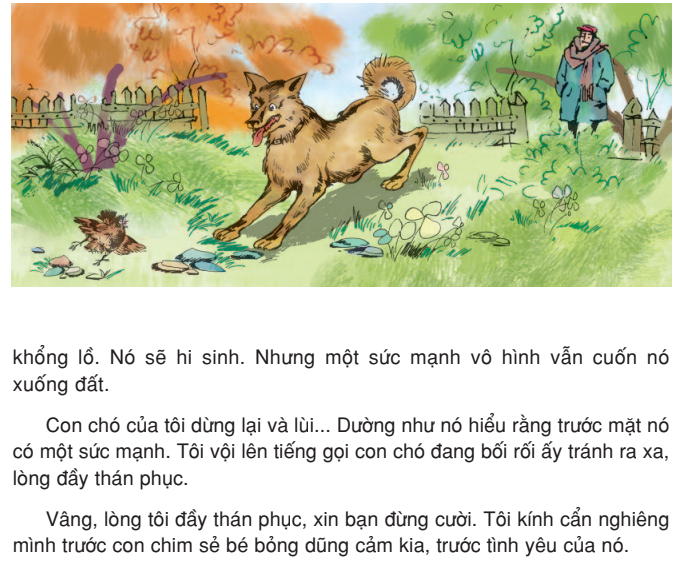 khổng lồ. Nó sẽ hi sinh. Nhưng một sức mạnh vô hình vẫn cuốn nó
xuống đất.
Con chó của tôi dừng lại và lùi... Dường như nó hiểu rằng trước mặt nó
có một sức mạnh. Tôi vội lên tiếng gọi con chó đang bối rối ấy tránh ra xa,
lòng đầy thán phục.
Vâng, lòng tôi đầy thán phục, xin bạn đừng cười. Tôi kính cẩn nghiêng
mình trước con chim sẻ bé bỏng dũng cảm kia, trước tình yêu của nó.